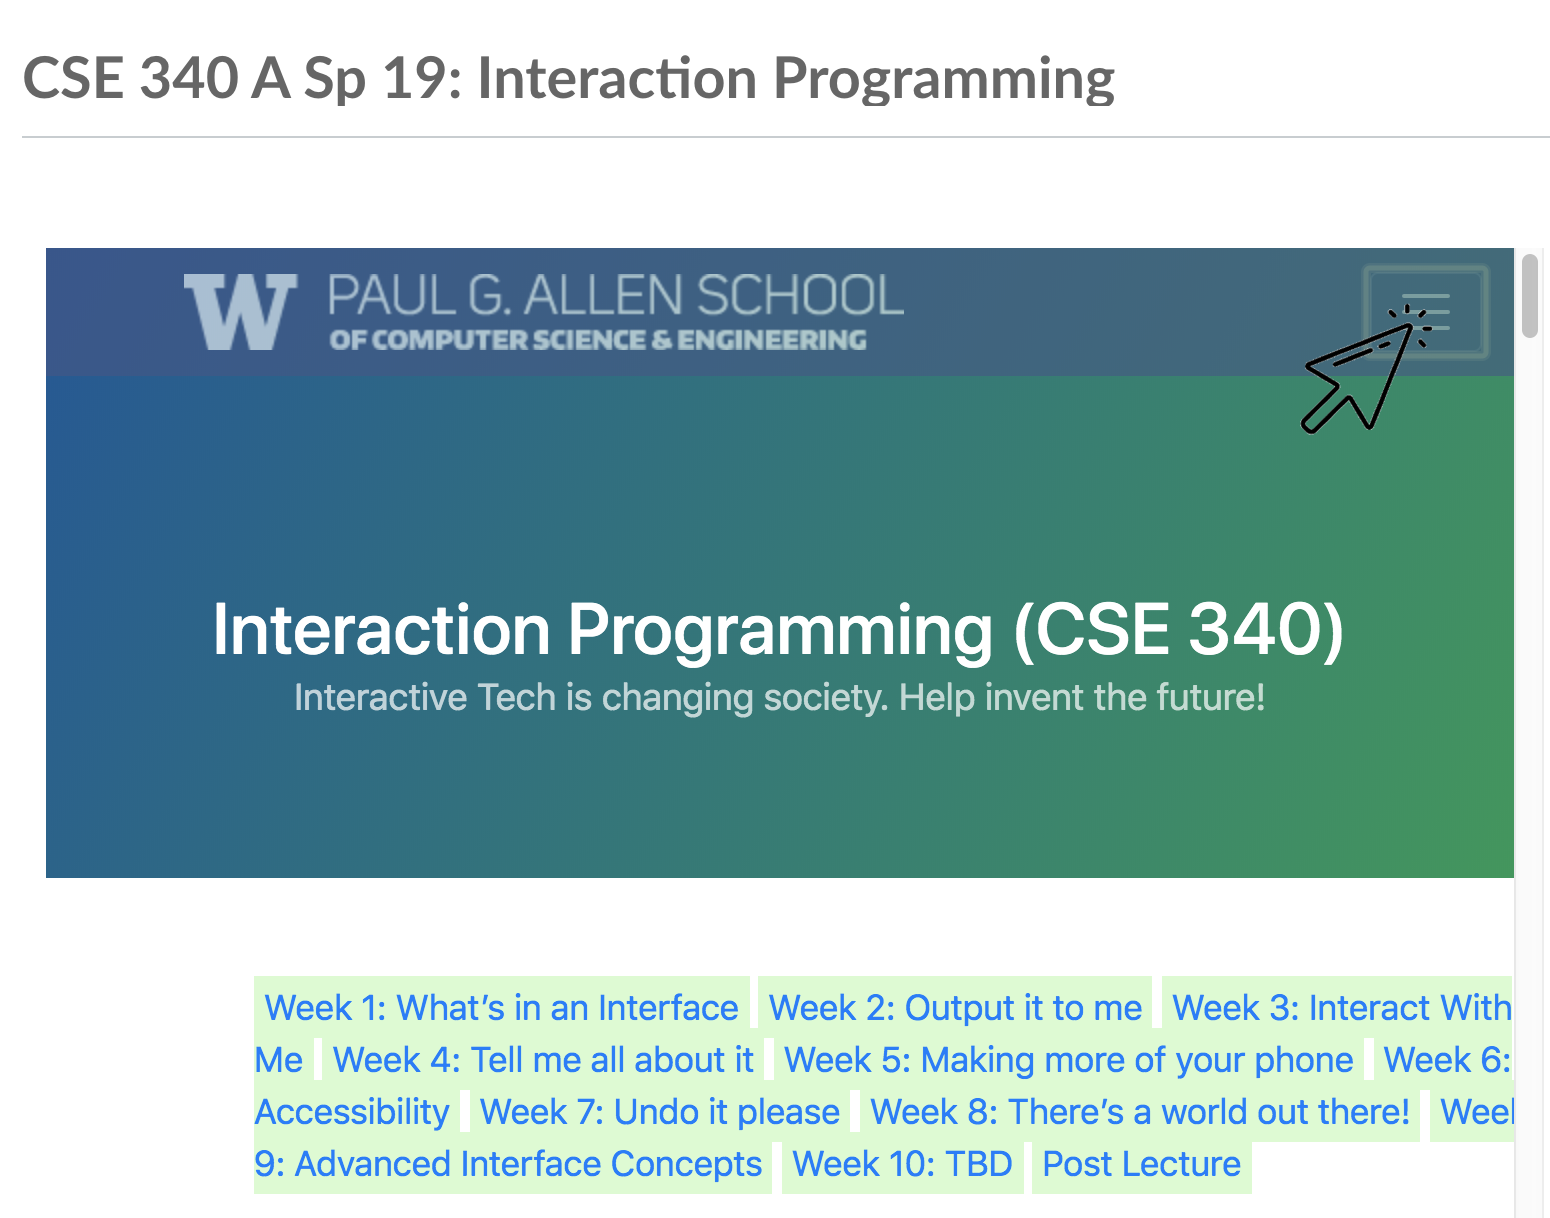 CSE 340 A Sp 19: Interaction Programming
W PAUL G. ALLEN SCHOOL
OF COMPUTER SCIENCE & ENGINEERING
Interaction Programming (CSE 340)
Interactive Tech is changing society. Help invent the future!
Week 1: What’s in an Interface Week 2: Output it to me Week 3: Interact With
Me Week 4: Tell me all about it Week 5: Making more of your phone Week 6:
Accessibility Week 7: Undo it please Week 8: There’s a world out there! Week
9: Advanced Interface Concepts Week 10: TBD Post Lecture